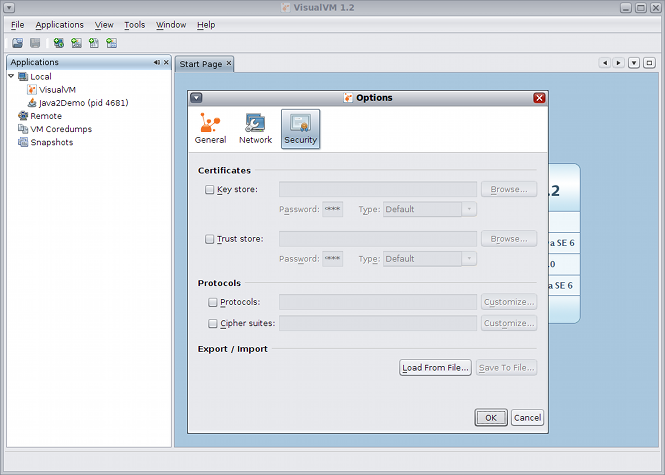 VisualVM 1.2
File Applications View Tools Window Help
Applications
Start Page
Local
VisualVM
Java2Demo (pid 4681)
Remote
VM Coredumps
Snapshots
Options
General Network Security
Certificates
Key store: Browse...
Password: **** Type: Default
Trust store: Browse...
Password: **** Type: Default
Protocols
Protocols: Customize...
Cipher suites: Customize...
Export / Import
Load From File... Save To File...
OK Cancel
.2
a SE 6
.0
a SE 6